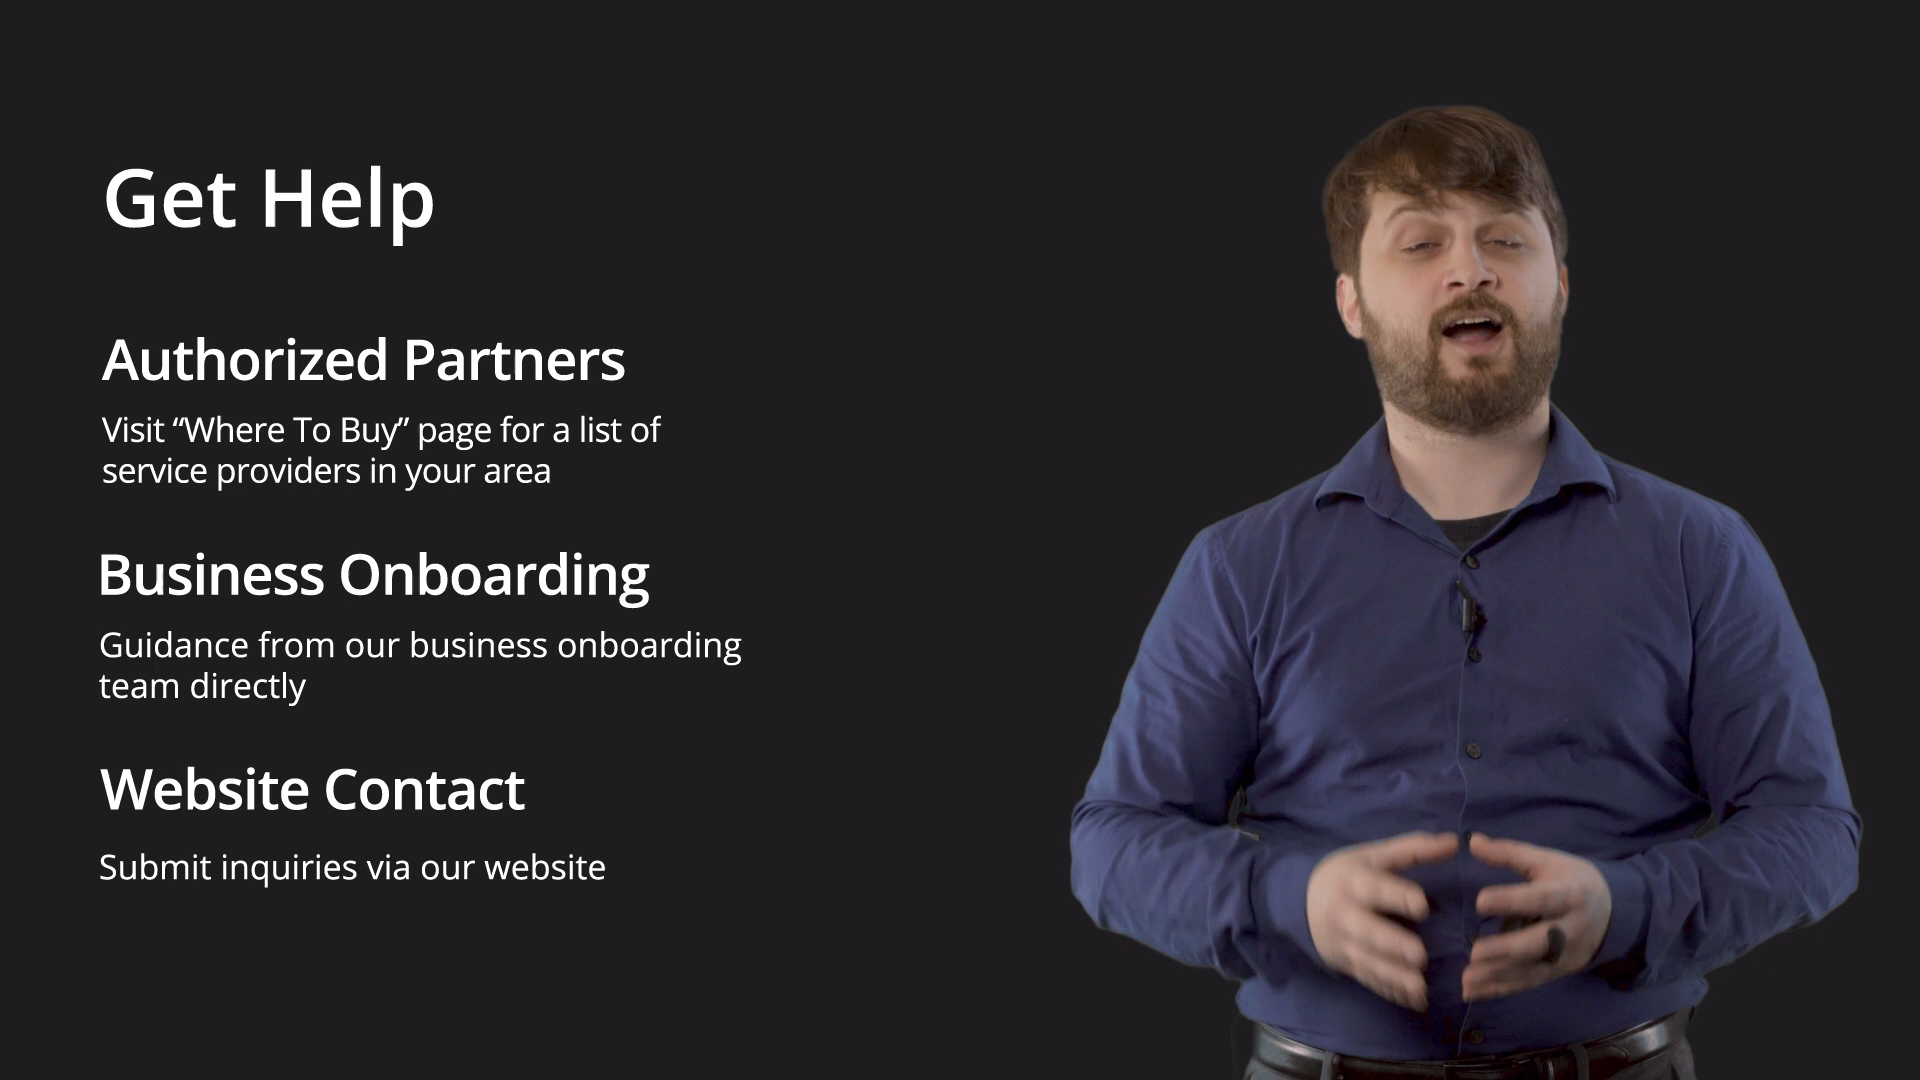 Get Help
Authorized Partners
Visit “Where To Buy” page for a list of
service providers in your area
Business Onboarding
Guidance from our business onboarding
team directly
Website Contact
Submit inquiries via our website